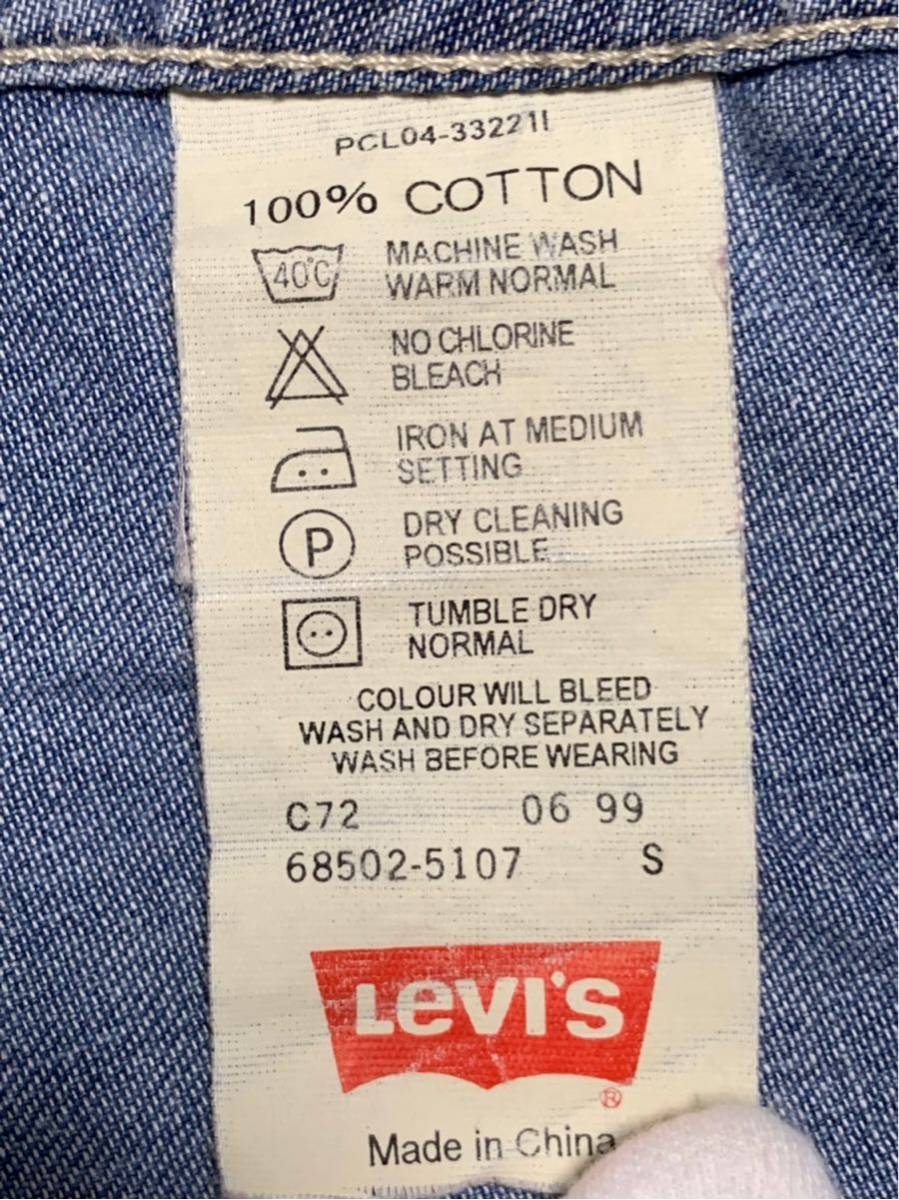 PCL04-33221I
100% COTTON
40°C
MACHINE WASH
WARM NORMAL
NO CHLORINE
BLEACH
IRON AT MEDIUM
SETTING
P
DRY CLEANING
POSSIBLE
TUMBLE DRY
NORMAL
COLOUR WILL BLEED
WASH AND DRY SEPARATELY
WASH BEFORE WEARING
C72 06 99
68502-5107 S
LEVI'S
®
Made in China